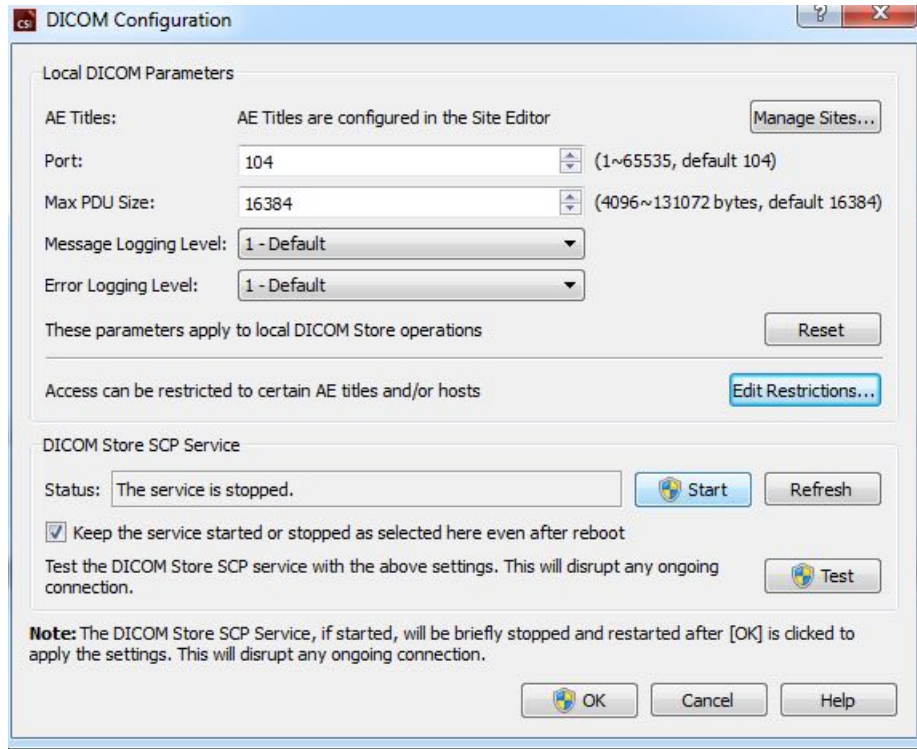 csi DICOM Configuration ? X
Local DICOM Parameters
AE Titles: AE Titles are configured in the Site Editor Manage Sites...
Port: 104 (1~65535, default 104)
Max PDU Size: 16384 (4096~131072 bytes, default 16384)
Message Logging Level: 1 - Default
Error Logging Level: 1 - Default
These parameters apply to local DICOM Store operations Reset
Access can be restricted to certain AE titles and/or hosts Edit Restrictions...
DICOM Store SCP Service
Status: The service is stopped. Start Refresh
Keep the service started or stopped as selected here even after reboot
Test the DICOM Store SCP service with the above settings. This will disrupt any ongoing
connection. Test
Note: The DICOM Store SCP Service, if started, will be briefly stopped and restarted after [OK] is clicked to
apply the settings. This will disrupt any ongoing connection.
OK Cancel Help